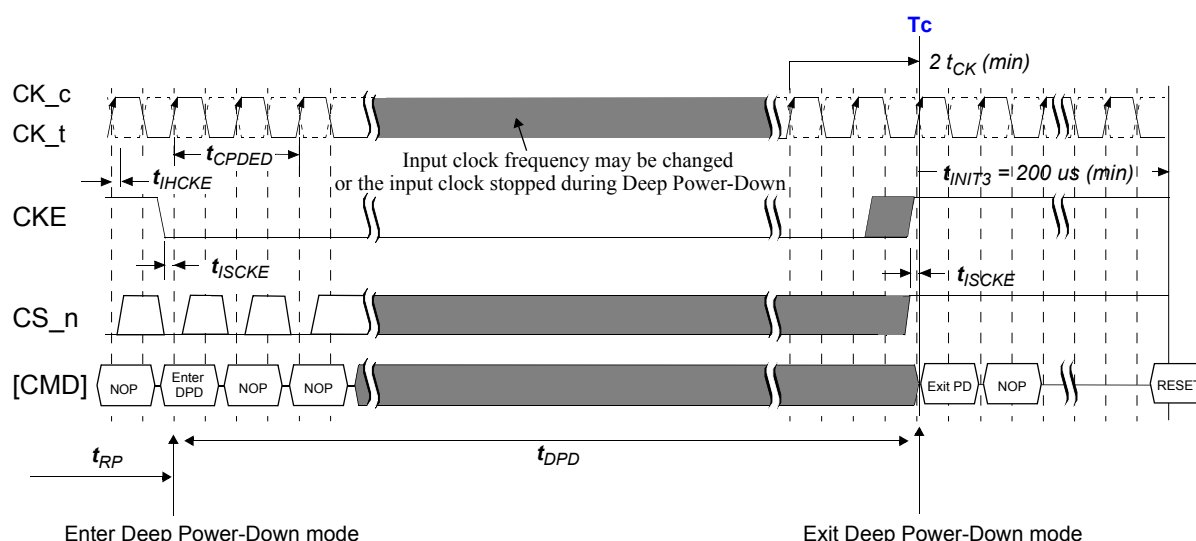 Tc
2 tCK (min)
CK_c
CK_t
tCPDED
Input clock frequency may be changed
or the input clock stopped during Deep Power-Down
tIHCKE
tINIT3 = 200 us (min)
CKE
tISCKE
tISCKE
CS_n
[CMD]
NOP
Enter
DPD
NOP
NOP
Exit PD
NOP
RESET
tRP
tDPD
Enter Deep Power-Down mode
Exit Deep Power-Down mode